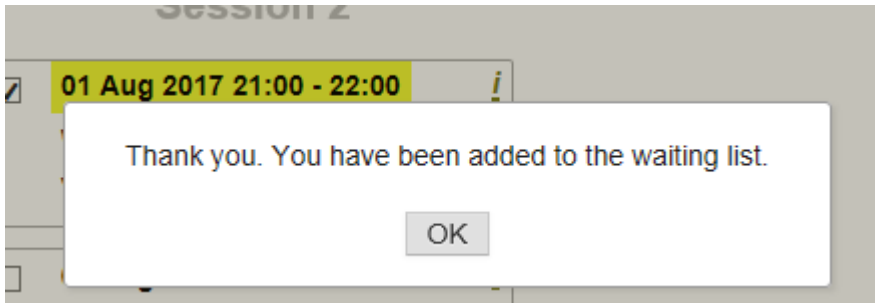 Session 2
01 Aug 2017 21:00 - 22:00 i
Thank you. You have been added to the waiting list.
OK